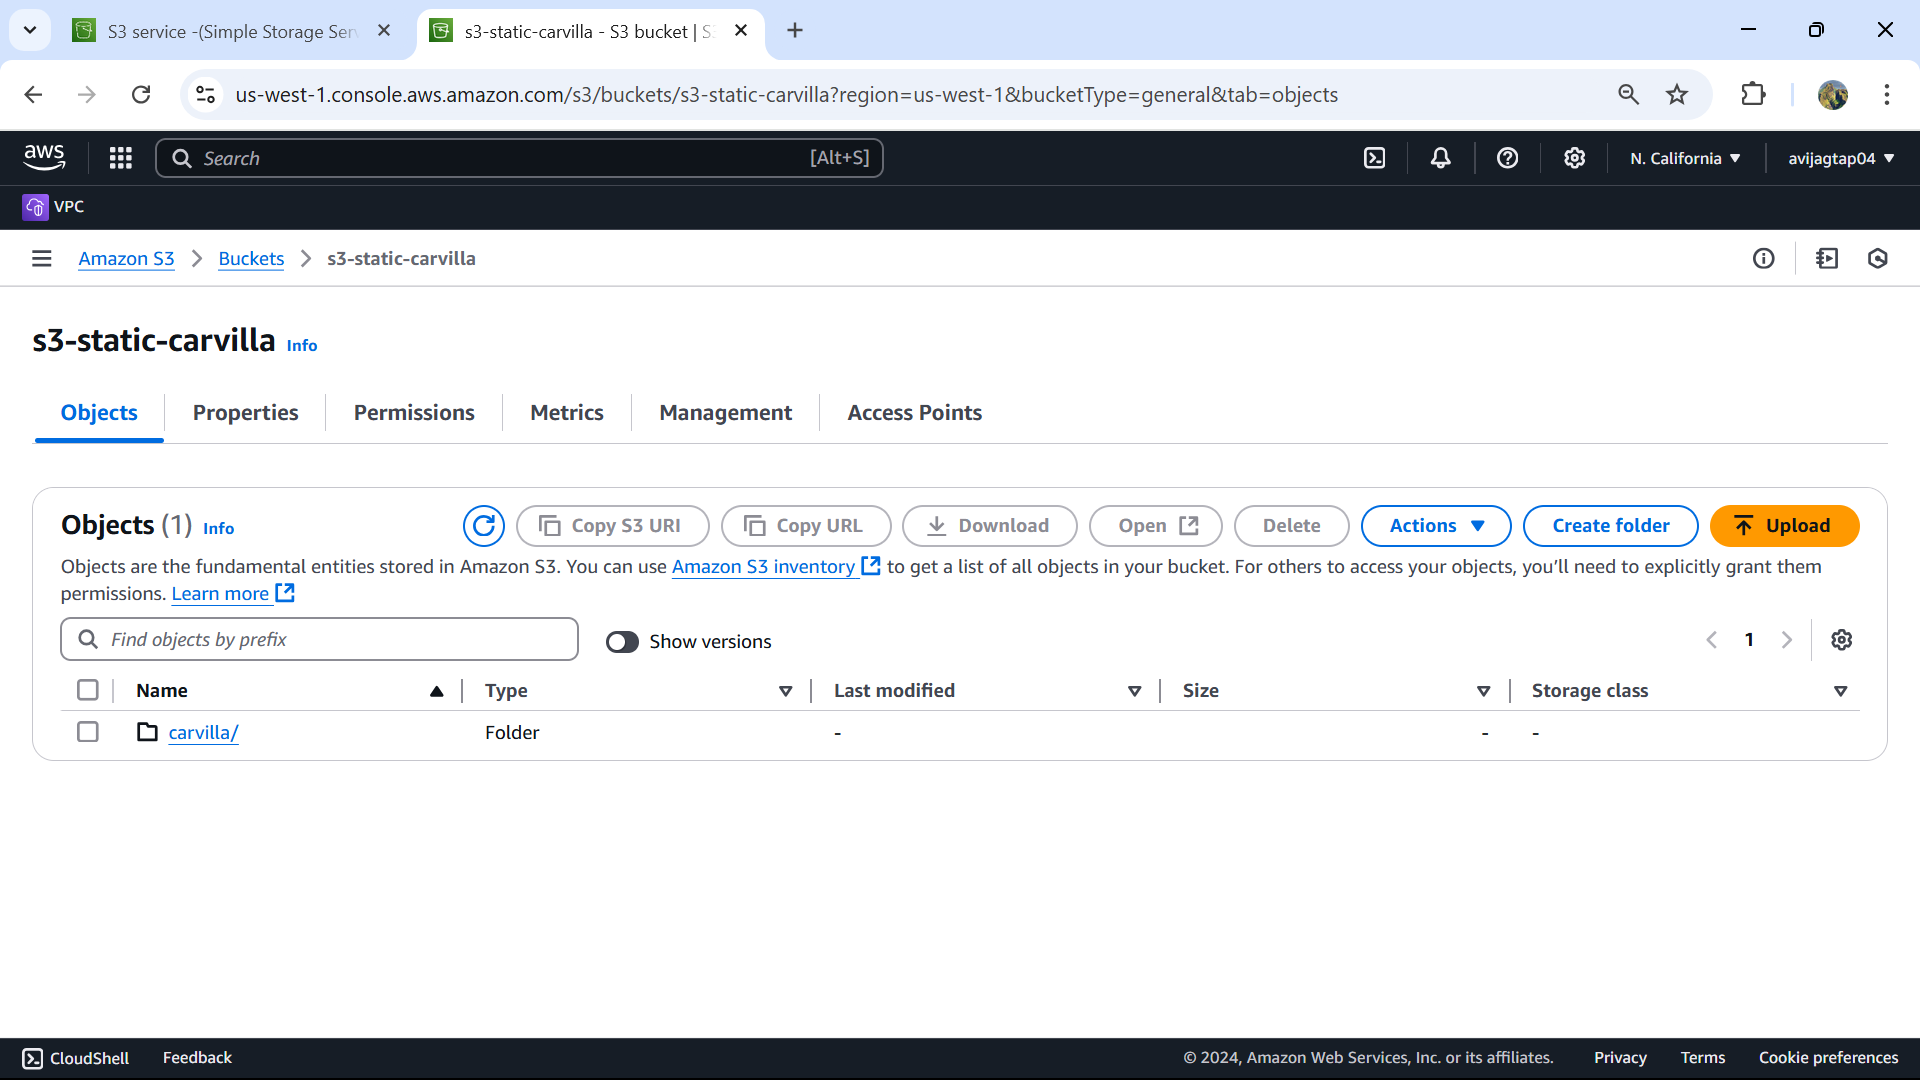 S3 service -(Simple Storage Ser
s3-static-carvilla - S3 bucket | S
us-west-1.console.aws.amazon.com/s3/buckets/s3-static-carvilla?region=us-west-1&bucketType=general&tab=objects
aws
Search
[Alt+S]
N. California
avijagtap04
VPC
Amazon S3
Buckets
s3-static-carvilla
s3-static-carvilla Info
Objects
Properties
Permissions
Metrics
Management
Access Points
Objects (1) Info
Copy S3 URI
Copy URL
Download
Open
Delete
Actions
Create folder
Upload
Objects are the fundamental entities stored in Amazon S3. You can use Amazon S3 inventory to get a list of all objects in your bucket. For others to access your objects, you’ll need to explicitly grant them
permissions. Learn more
Find objects by prefix
Show versions
1
Name
Type
Last modified
Size
Storage class
carvilla/
Folder
-
-
-
CloudShell
Feedback
© 2024, Amazon Web Services, Inc. or its affiliates.
Privacy
Terms
Cookie preferences